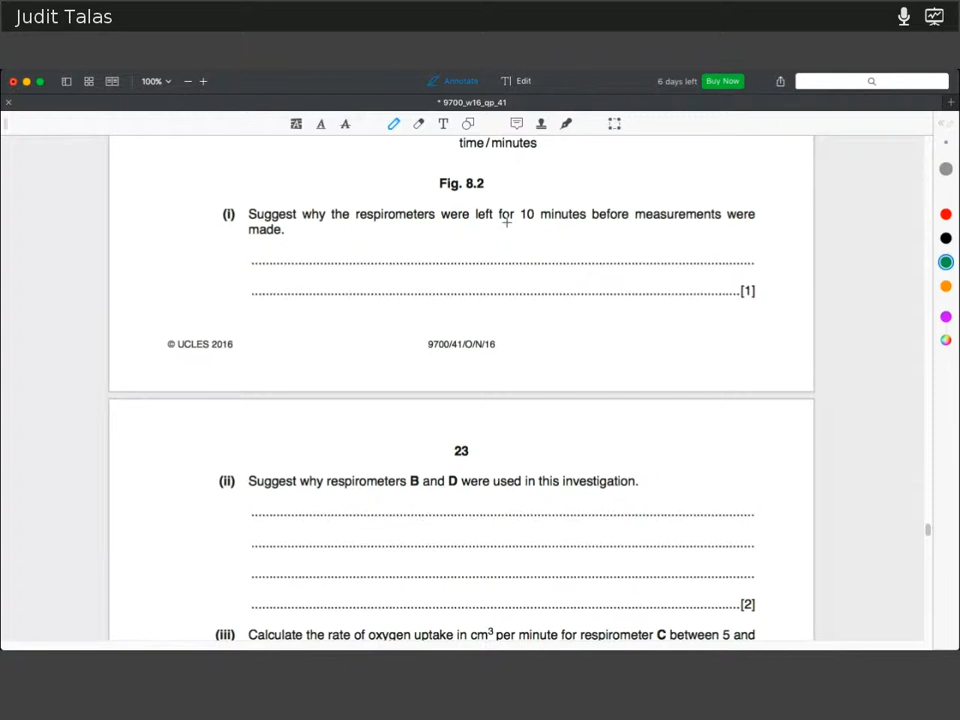 Judit Talas
100%
Annotate
Edit
6 days left
Buy Now
* 9700_w16_qp_41
time/minutes
Fig. 8.2
(i) Suggest why the respirometers were left for 10 minutes before measurements were
made.
[1]
© UCLES 2016
9700/41/O/N/16
23
(ii) Suggest why respirometers B and D were used in this investigation.
[2]
(iii) Calculate the rate of oxygen uptake in cm³ per minute for respirometer C between 5 and